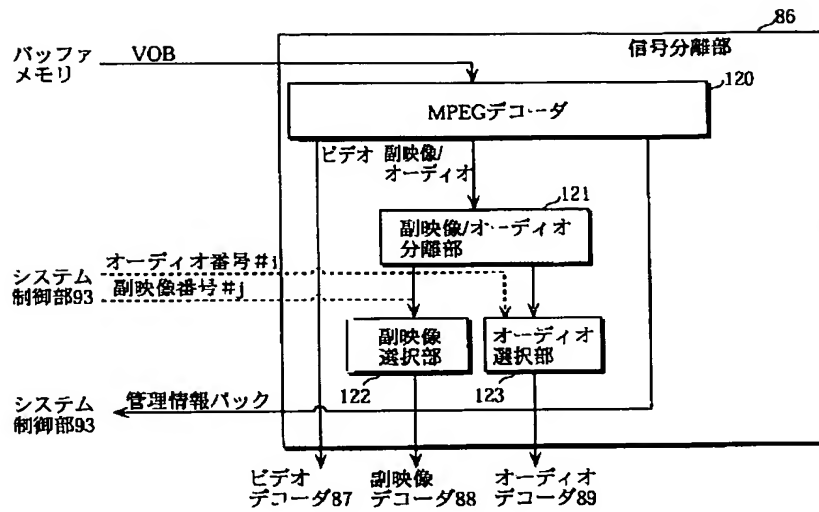 86
信号分離部
バッファ
メモリ
VOB
120
MPEGデコーダ
ビデオ
副映像/
オーディオ
121
副映像/オーディオ
分離部
オーディオ番号#i
システム
制御部93
副映像番号#j
副映像
選択部
オーディオ
選択部
122
123
管理情報パック
システム
制御部93
ビデオ
デコーダ87
副映像
デコーダ88
オーディオ
デコーダ89